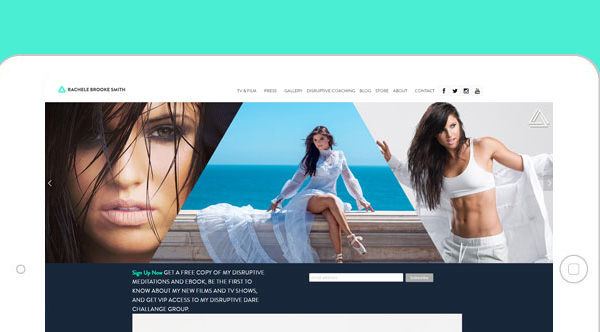 RACHELE BROOKE SMITH
TV & FILM PRESS GALLERY DISRUPTIVE COACHING BLOG STORE ABOUT CONTACT
Sign Up Now GET A FREE COPY OF MY DISRUPTIVE
MEDITATIONS AND EBOOK, BE THE FIRST TO
KNOW ABOUT MY NEW FILMS AND TV SHOWS,
AND GET VIP ACCESS TO MY DISRUPTIVE DARE
CHALLANGE GROUP.
email address
Subscribe